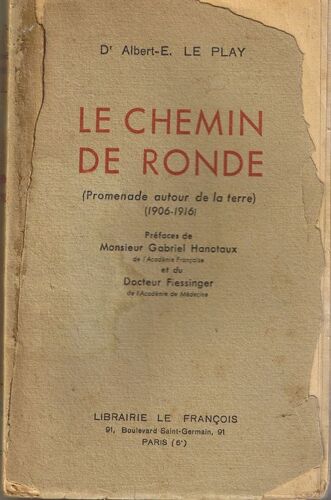 Dr Albert-E. LE PLAY
LE CHEMIN
DE RONDE
(Promenade autour de la terre)
(1906-1916)
Préfaces de
Monsieur Gabriel Hanotaux
de l'Académie Française
et du
Docteur Fiessinger
de l'Académie de Médecine
LIBRAIRIE LE FRANÇOIS
91, Boulevard Saint-Germain, 91
PARIS (6e)